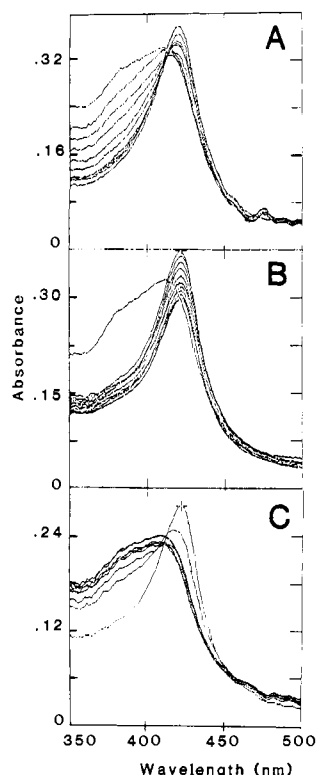 A
.32
.16
0
B
.30
.15
0
Absorbance
C
.24
.12
0
350 400 450 500
Wavelength (nm)